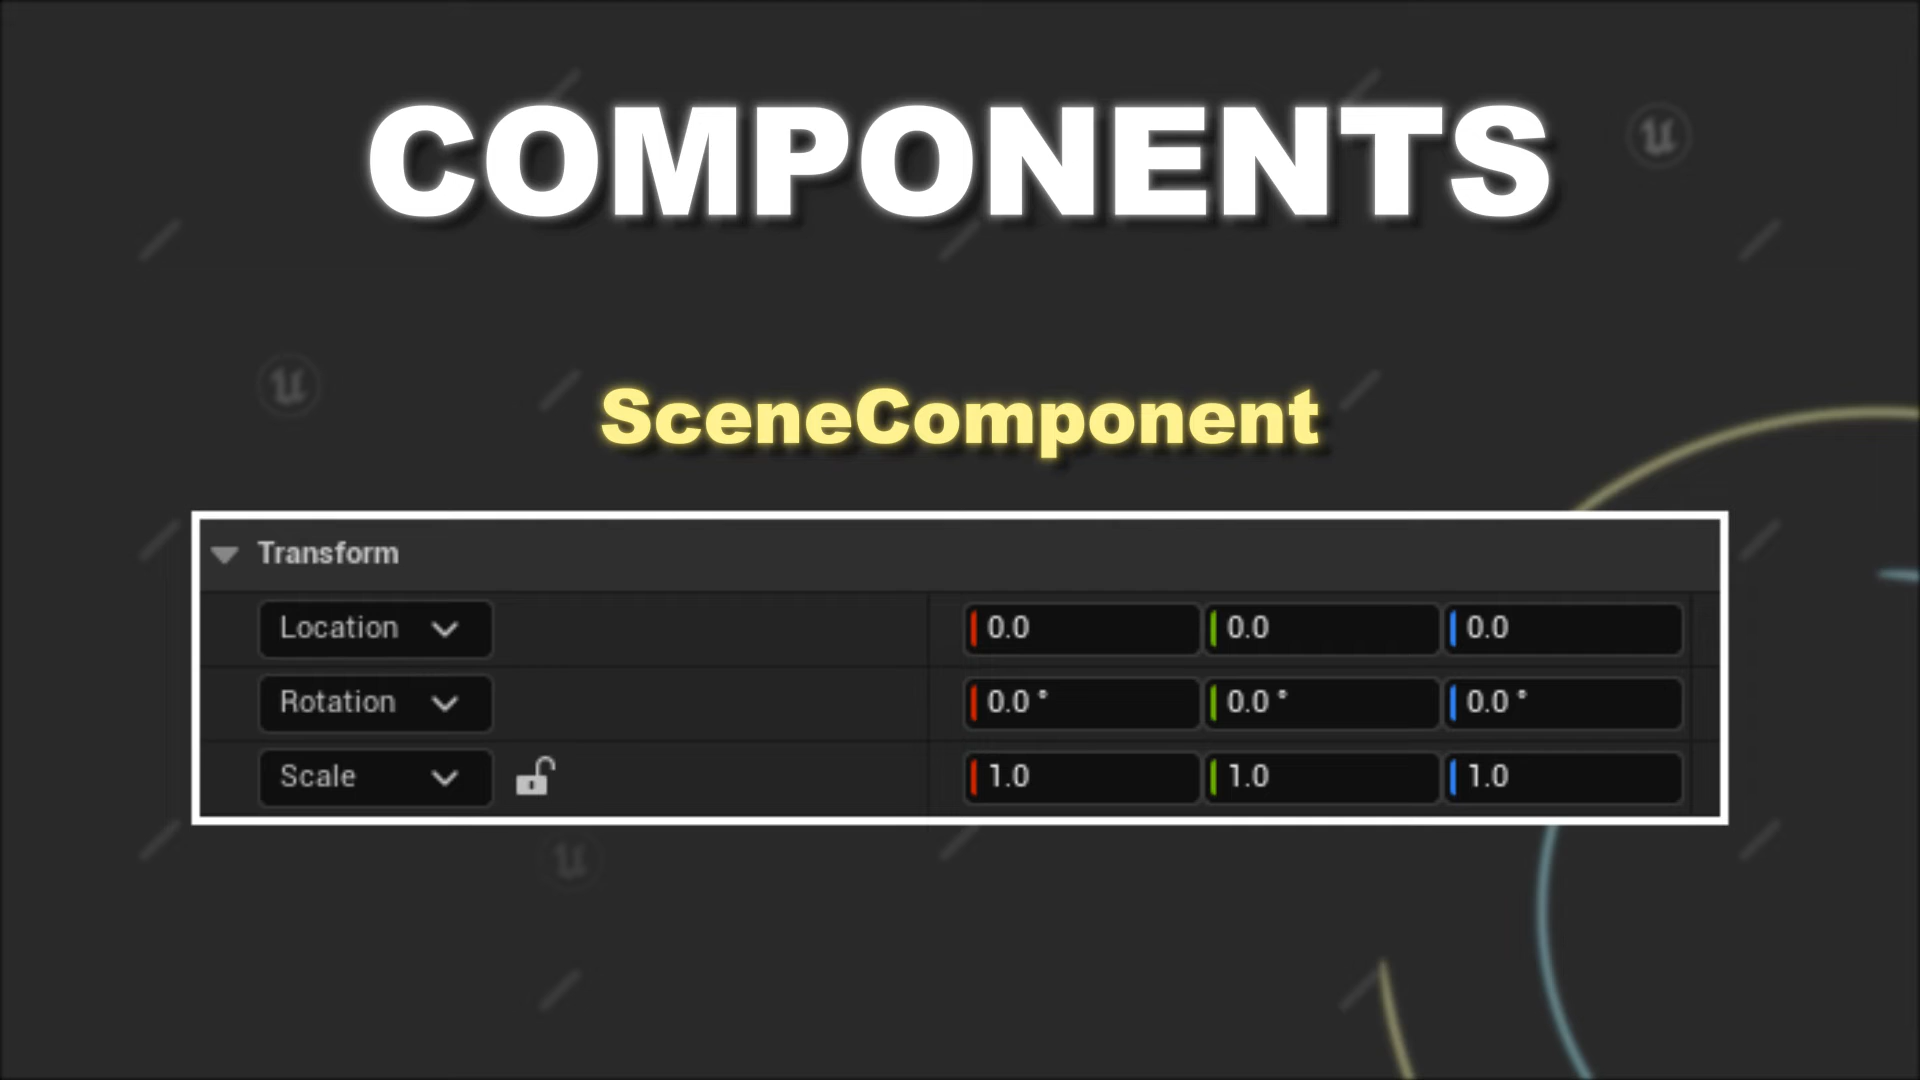 COMPONENTS
SceneComponent
Transform
Location 0.0 0.0 0.0
Rotation 0.0 ° 0.0 ° 0.0 °
Scale 1.0 1.0 1.0